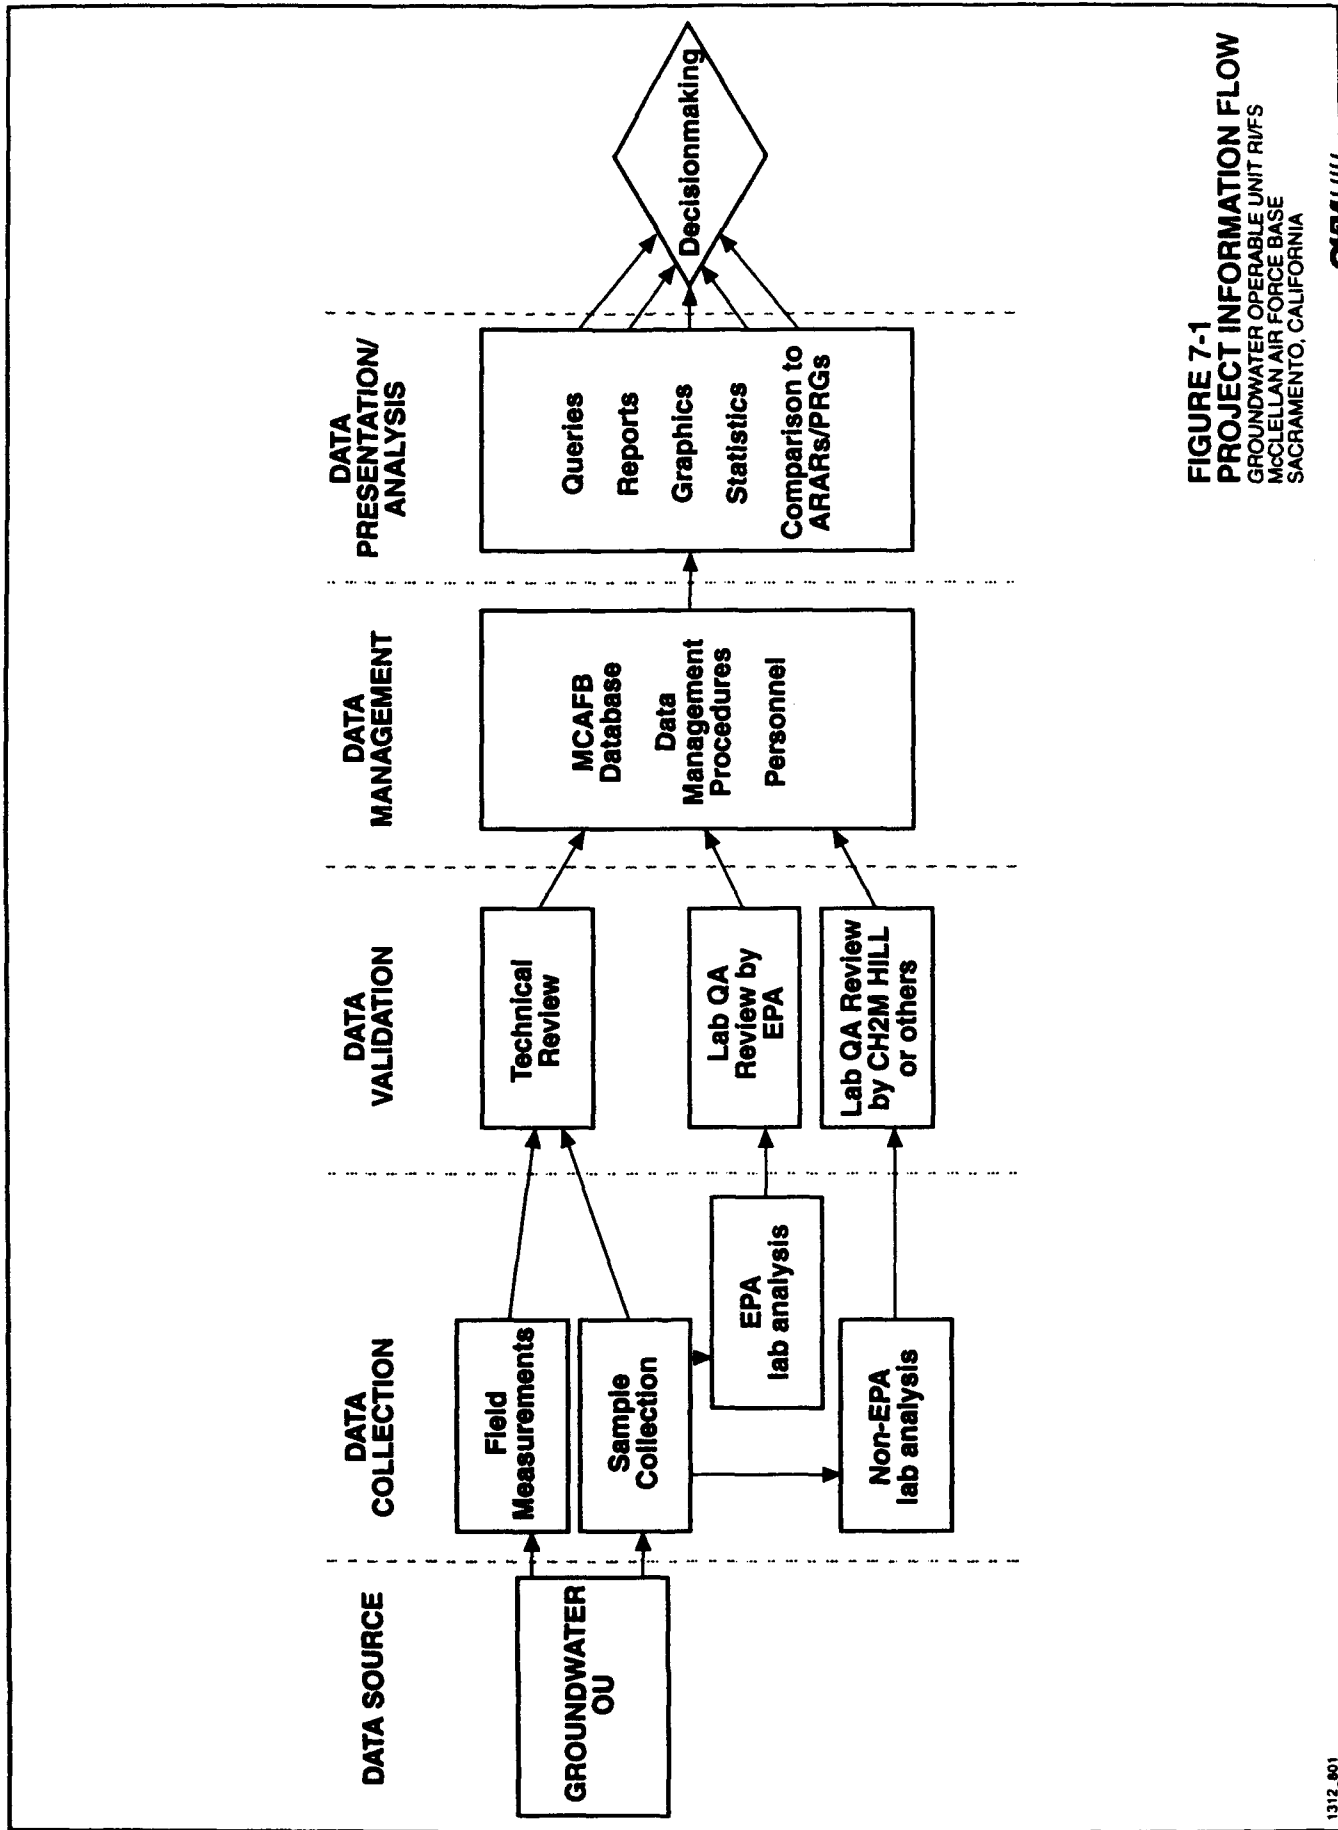 DATA SOURCE
DATA
COLLECTION
DATA
VALIDATION
DATA
MANAGEMENT
DATA
PRESENTATION/
ANALYSIS
GROUNDWATER
OU
Field
Measurements
Sample
Collection
EPA
lab analysis
Non-EPA
lab analysis
Technical
Review
Lab QA
Review by
EPA
Lab QA Review
by CH2M HILL
or others
MCAFB
Database
Data
Management
Procedures
Personnel
Queries
Reports
Graphics
Statistics
Comparison to
ARARs/PRGs
Decisionmaking
FIGURE 7-1
PROJECT INFORMATION FLOW
GROUNDWATER OPERABLE UNIT RI/FS
McCLELLAN AIR FORCE BASE
SACRAMENTO, CALIFORNIA
1312_801